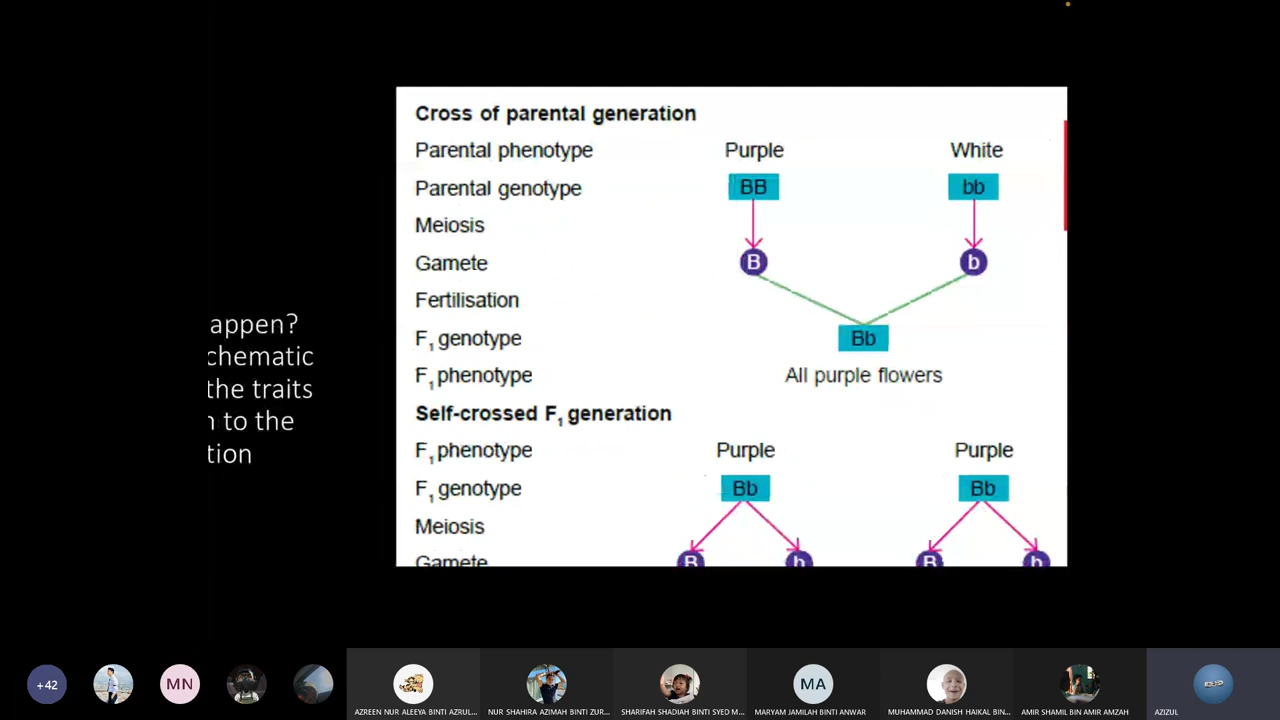 appen?
chematic
the traits
n to the
tion
Cross of parental generation
Parental phenotype Purple White
Parental genotype BB bb
Meiosis
Gamete B b
Fertilisation
F1 genotype Bb
F1 phenotype All purple flowers
Self-crossed F1 generation
F1 phenotype Purple Purple
F1 genotype Bb Bb
Meiosis
Gamete B b B b
+42 MN MA
AZREEN NUR ALEEYA BINTI AZRUL... NUR SHAHIRA AZIMAH BINTI ZUR... SHARIFAH SHADIAH BINTI SYED M... MARYAM JAMILAH BINTI ANWAR MUHAMMAD DANISH HAIKAL BIN... AMIR SHAMIL BIN AMIR AMZAH AZIZUL